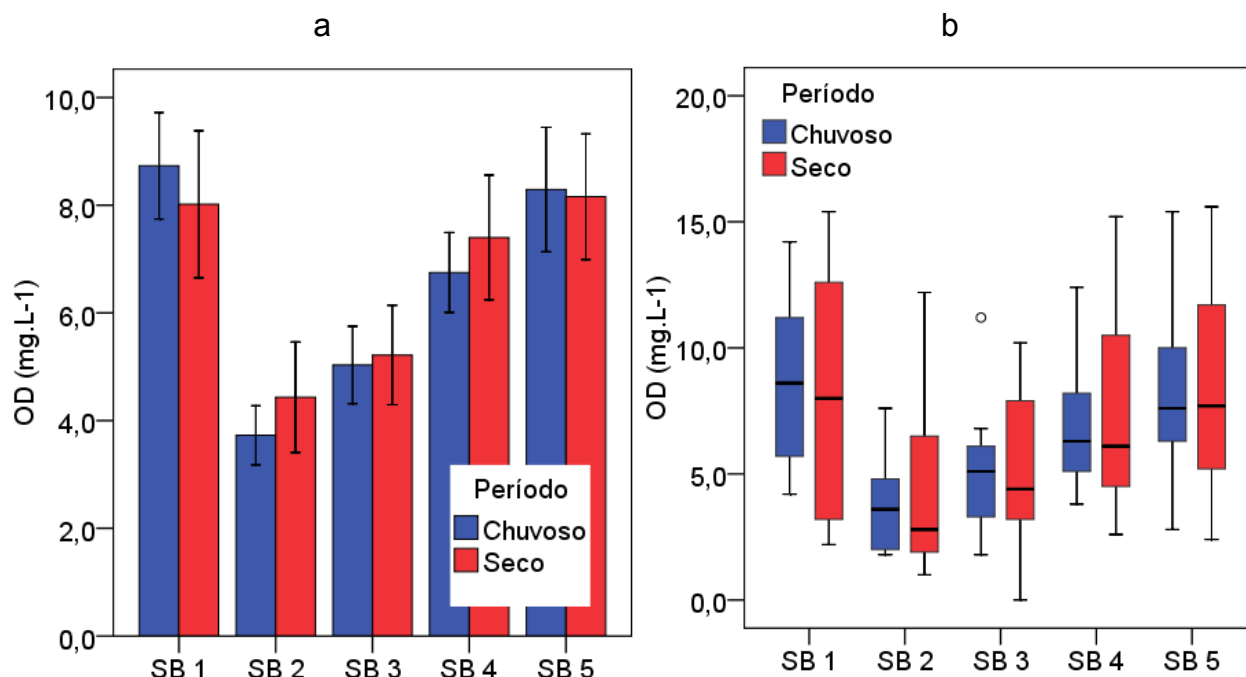 a
10,0
8,0
6,0
4,0
2,0
0,0
OD (mg.L-1)
Período
Chuvoso
Seco
SB 1 SB 2 SB 3 SB 4 SB 5
b
20,0
15,0
10,0
5,0
0,0
OD (mg.L-1)
Período
Chuvoso
Seco
SB 1 SB 2 SB 3 SB 4 SB 5